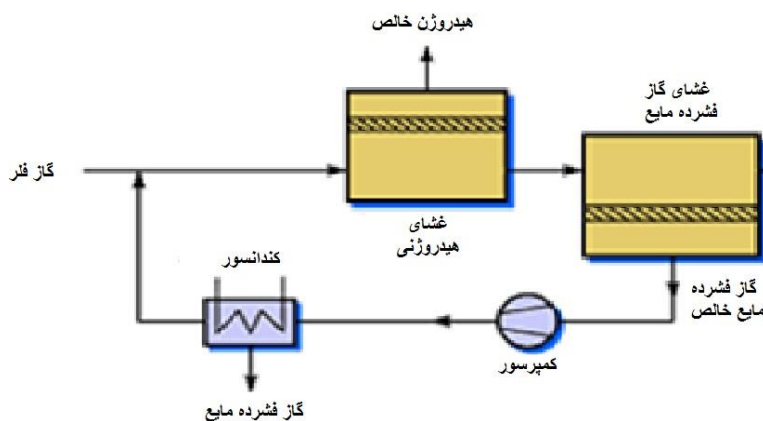 هیدروژن خالص
غشای گاز
فشرده مایع
گاز فلر
غشای
هیدروژنی
کندانسور
گاز فشرده
مایع خالص
کمپرسور
گاز فشرده مایع